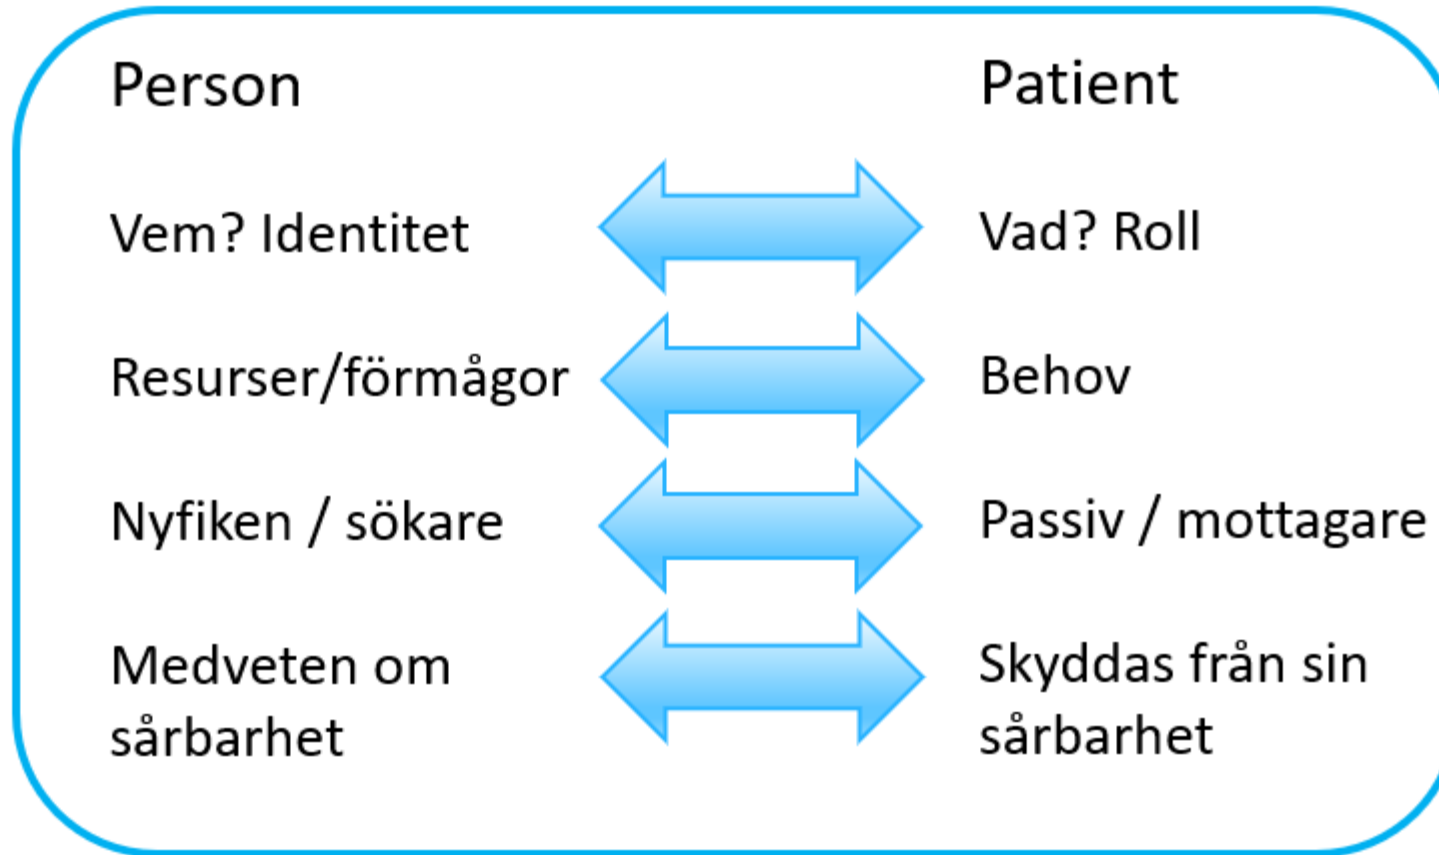 Person
Patient
Vem? Identitet
Vad? Roll
Resurser/förmågor
Behov
Nyfiken / sökare
Passiv / mottagare
Medveten om
sårbarhet
Skyddas från sin
sårbarhet